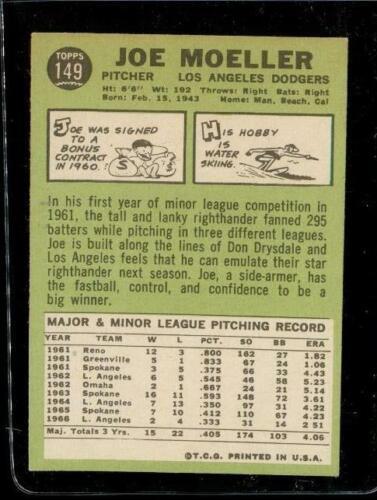 TOPPS
149
JOE MOELLER
PITCHER LOS ANGELES DODGERS
Ht: 6'6" Wt: 192 Throws: Right Bats: Right
Born: Feb. 15, 1943 Home: Man. Beach, Cal
JOE WAS SIGNED
TO A
BONUS
CONTRACT
IN 1960.
$ $
HIS HOBBY
IS
WATER
SKIING.
In his first year of minor league competition in
1961, the tall and lanky righthander fanned 295
batters while pitching in three different leagues.
Joe is built along the lines of Don Drysdale and
Los Angeles feels that he can emulate their star
righthander next season. Joe, a side-armer, has
the fastball, control, and confidence to be a
big winner.
MAJOR & MINOR LEAGUE PITCHING RECORD
YEAR TEAM W L PCT. SO BB ERA
1961 Reno 12 3 .800 162 27 1.82
1961 Greenville 5 1 .833 67 24 1.06
1961 Spokane 3 5 .375 66 33 4.43
1962 L. Angeles 6 5 .545 46 58 5.23
1962 Omaha 2 1 .667 24 21 5.14
1963 Spokane 16 11 .593 148 72 3.61
1964 L. Angeles 7 13 .350 97 31 4.22
1965 Spokane 7 10 .412 110 67 4.23
1966 L. Angeles 2 4 .333 31 14 2 51
Maj. Totals 3 Yrs. 15 22 .405 174 103 4.06
©T.C.G. PRINTED IN U.S.A.